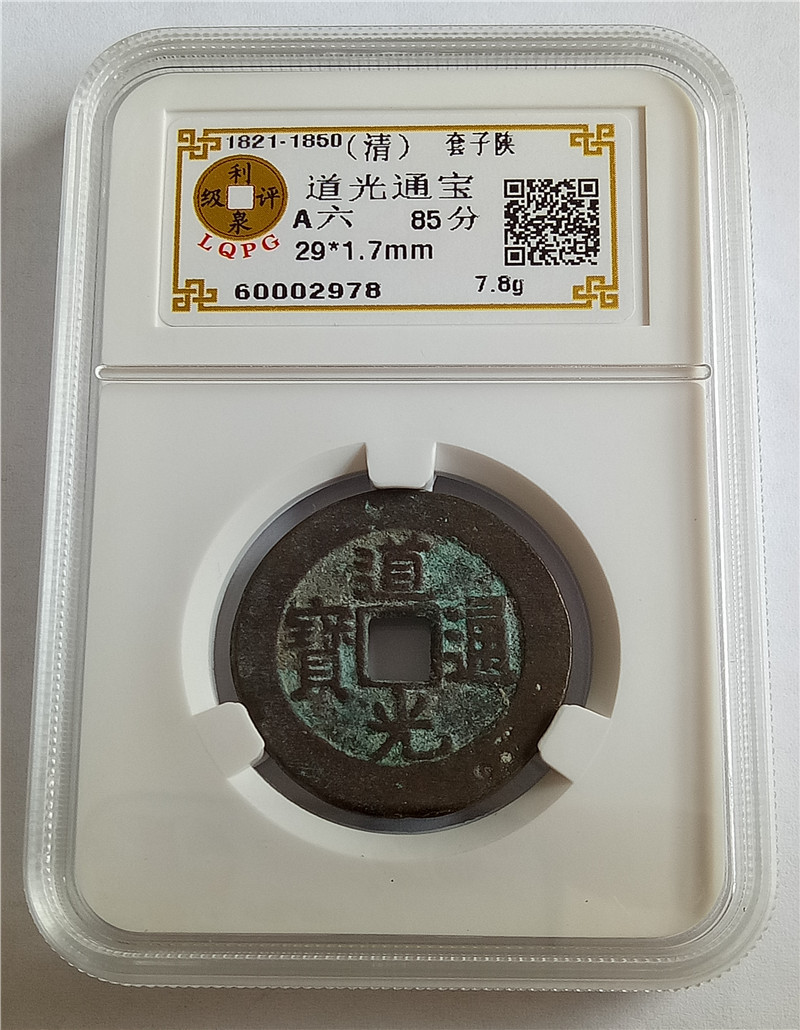 1821-1850(清) 套子陕
利泉评级
LQPG
道光通宝
A六 85分
29*1.7mm
60002978 7.8g
道光通寶